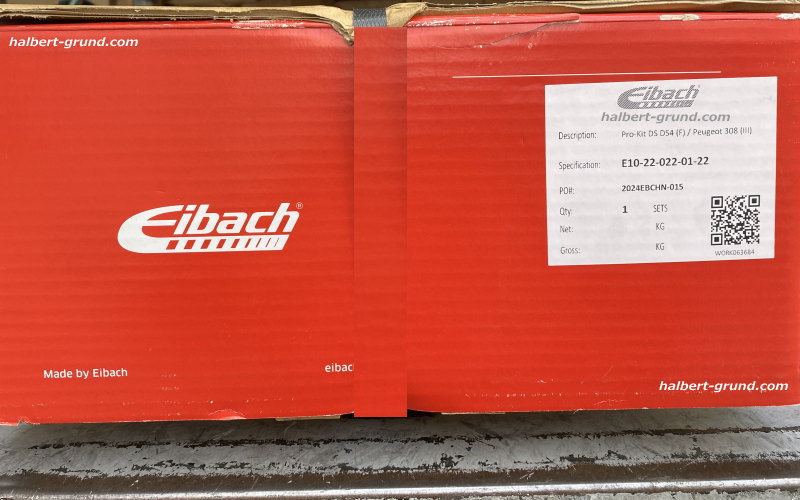 halbert-grund.com
Eibach®
Made by Eibach
eibac
Eibach
halbert-grund.com
Description: Pro-Kit DS DS4 (F) / Peugeot 308 (III)
Specification: E10-22-022-01-22
PO#: 2024EBCHN-015
Qty: 1 SETS
Net: KG
Gross: KG
WORK063684
halbert-grund.com